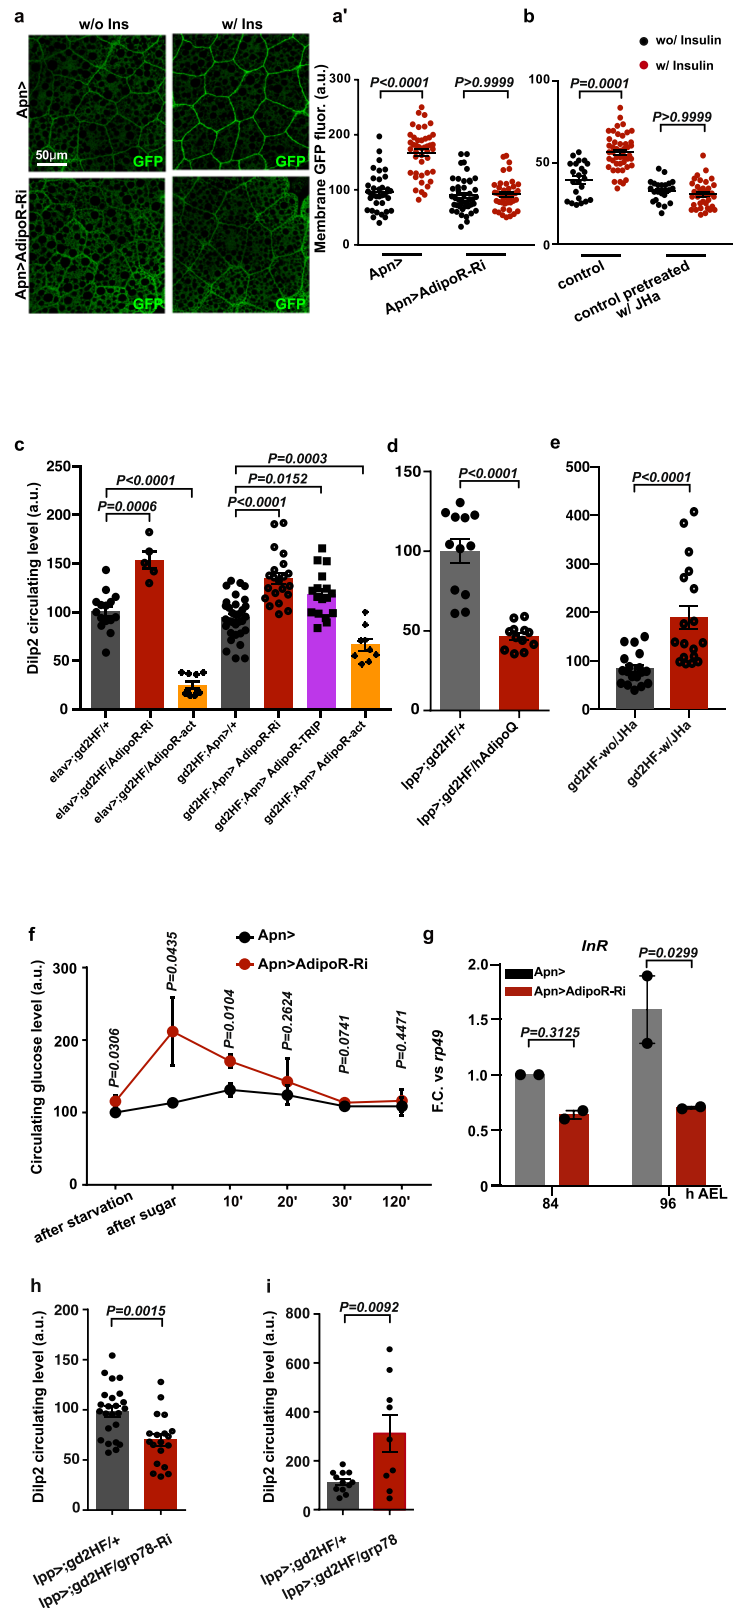 a
w/o Ins
w/ Ins
Apn>
50μm
GFP
GFP
Apn>AdipoR-Ri
GFP
GFP
a'
Membrane GFP fluor. (a.u.)
300
200
100
0
P<0.0001
P>0.9999
Apn>
Apn>AdipoR-Ri
b
wo/ Insulin
w/ Insulin
100
50
0
P=0.0001
P>0.9999
control
control pretreated
w/ JHa
c
Dilp2 circulating level (a.u.)
250
200
150
100
50
0
P=0.0003
P<0.0001
P=0.0152
P=0.0006
P<0.0001
elav>;gd2HF/+
elav>;gd2HF/AdipoR-Ri
elav>;gd2HF/AdipoR-act
gd2HF;Apn>/+
gd2HF;Apn> AdipoR-Ri
gd2HF;Apn> AdipoR-TRIP
gd2HF;Apn> AdipoR-act
d
150
100
50
0
P<0.0001
lpp>;gd2HF/+
lpp>;gd2HF/hAdipoQ
e
500
400
300
200
100
0
P<0.0001
gd2HF-wo/JHa
gd2HF-w/JHa
f
Apn>
Apn>AdipoR-Ri
Circulating glucose level (a.u.)
300
200
100
0
P=0.0306
P=0.0435
P=0.0104
P=0.2624
P=0.0741
P=0.4471
after starvation
after sugar
10'
20'
30'
120'
g
InR
Apn>
Apn>AdipoR-Ri
F.C. vs rp49
2.0
1.5
1.0
0.5
0.0
P=0.3125
P=0.0299
84
96
h AEL
h
Dilp2 circulating level (a.u.)
200
150
100
50
0
P=0.0015
lpp>;gd2HF/+
lpp>;gd2HF/grp78-Ri
i
Dilp2 circulating level (a.u.)
800
600
400
200
0
P=0.0092
lpp>;gd2HF/+
lpp>;gd2HF/grp78